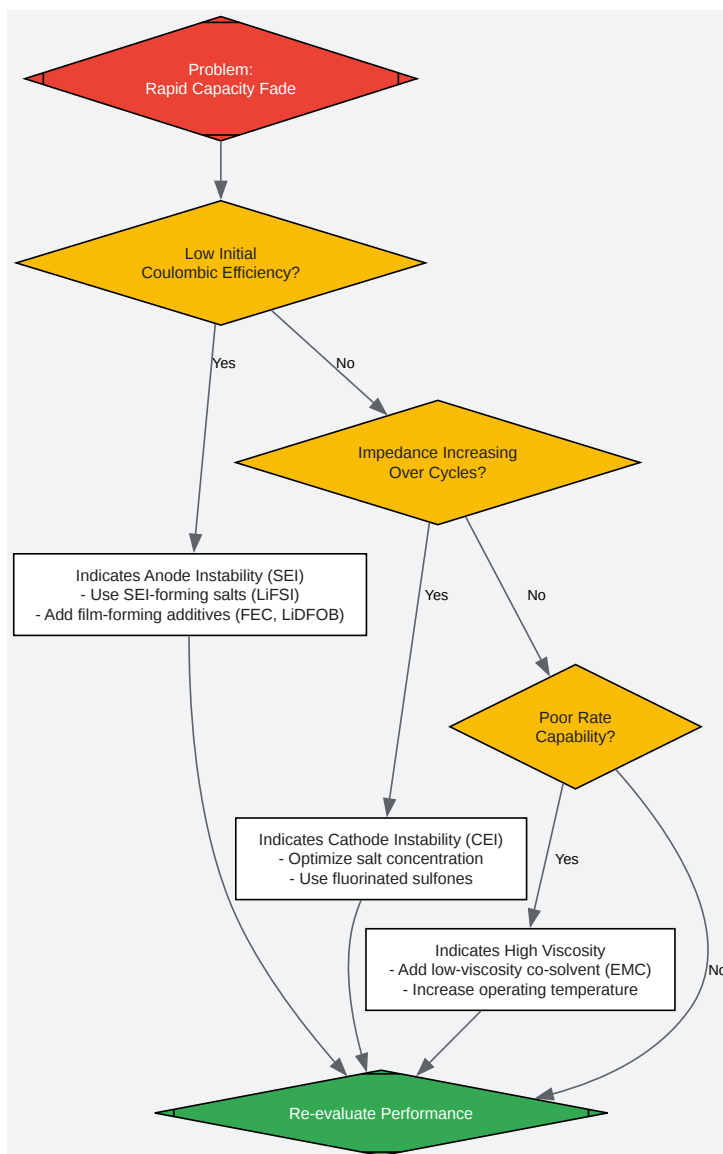 Problem:
Rapid Capacity Fade
Low Initial
Coulombic Efficiency?
Yes
No
Impedance Increasing
Over Cycles?
Indicates Anode Instability (SEI)
- Use SEI-forming salts (LiFSI)
- Add film-forming additives (FEC, LiDFOB)
Yes
No
Poor Rate
Capability?
Indicates Cathode Instability (CEI)
- Optimize salt concentration
- Use fluorinated sulfones
Yes
Indicates High Viscosity
- Add low-viscosity co-solvent (EMC)
- Increase operating temperature
No
Re-evaluate Performance